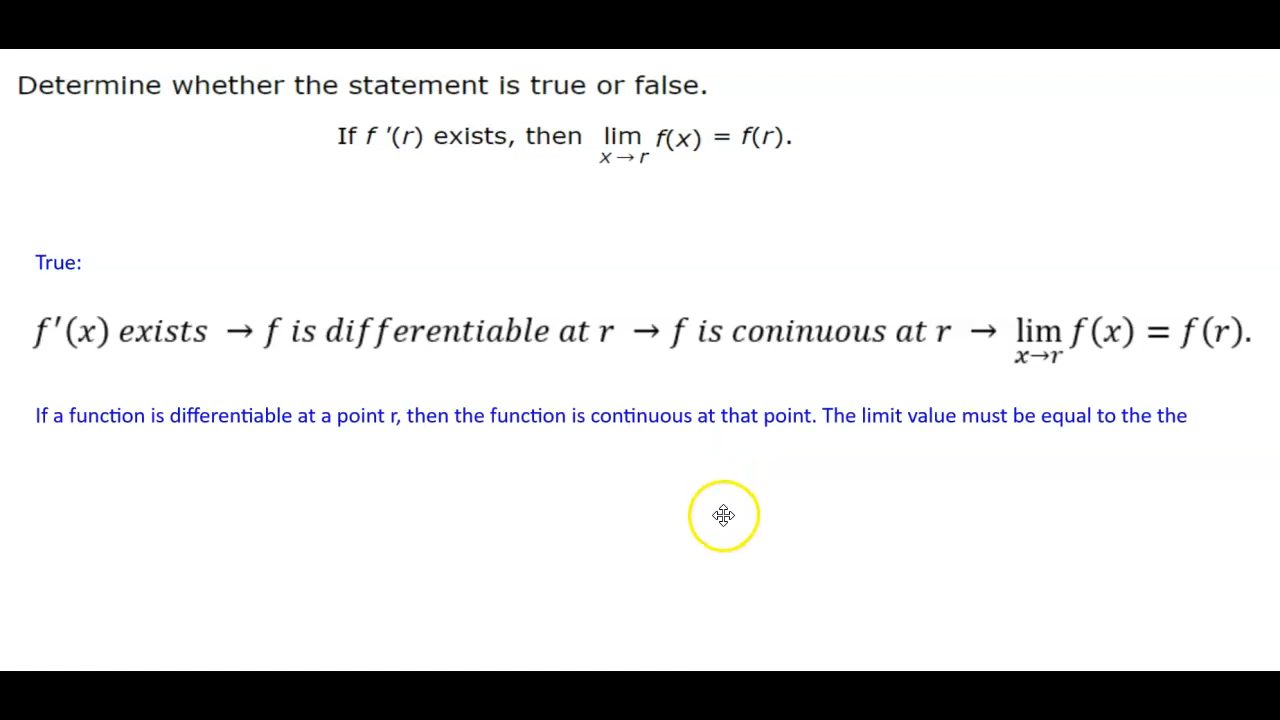 Determine whether the statement is true or false.
If f '(r) exists, then lim f(x) = f(r).
x→r
True:
f′(x) exists → f is differentiable at r → f is coninuous at r → lim f(x) = f(r).
x→r
If a function is differentiable at a point r, then the function is continuous at that point. The limit value must be equal to the the